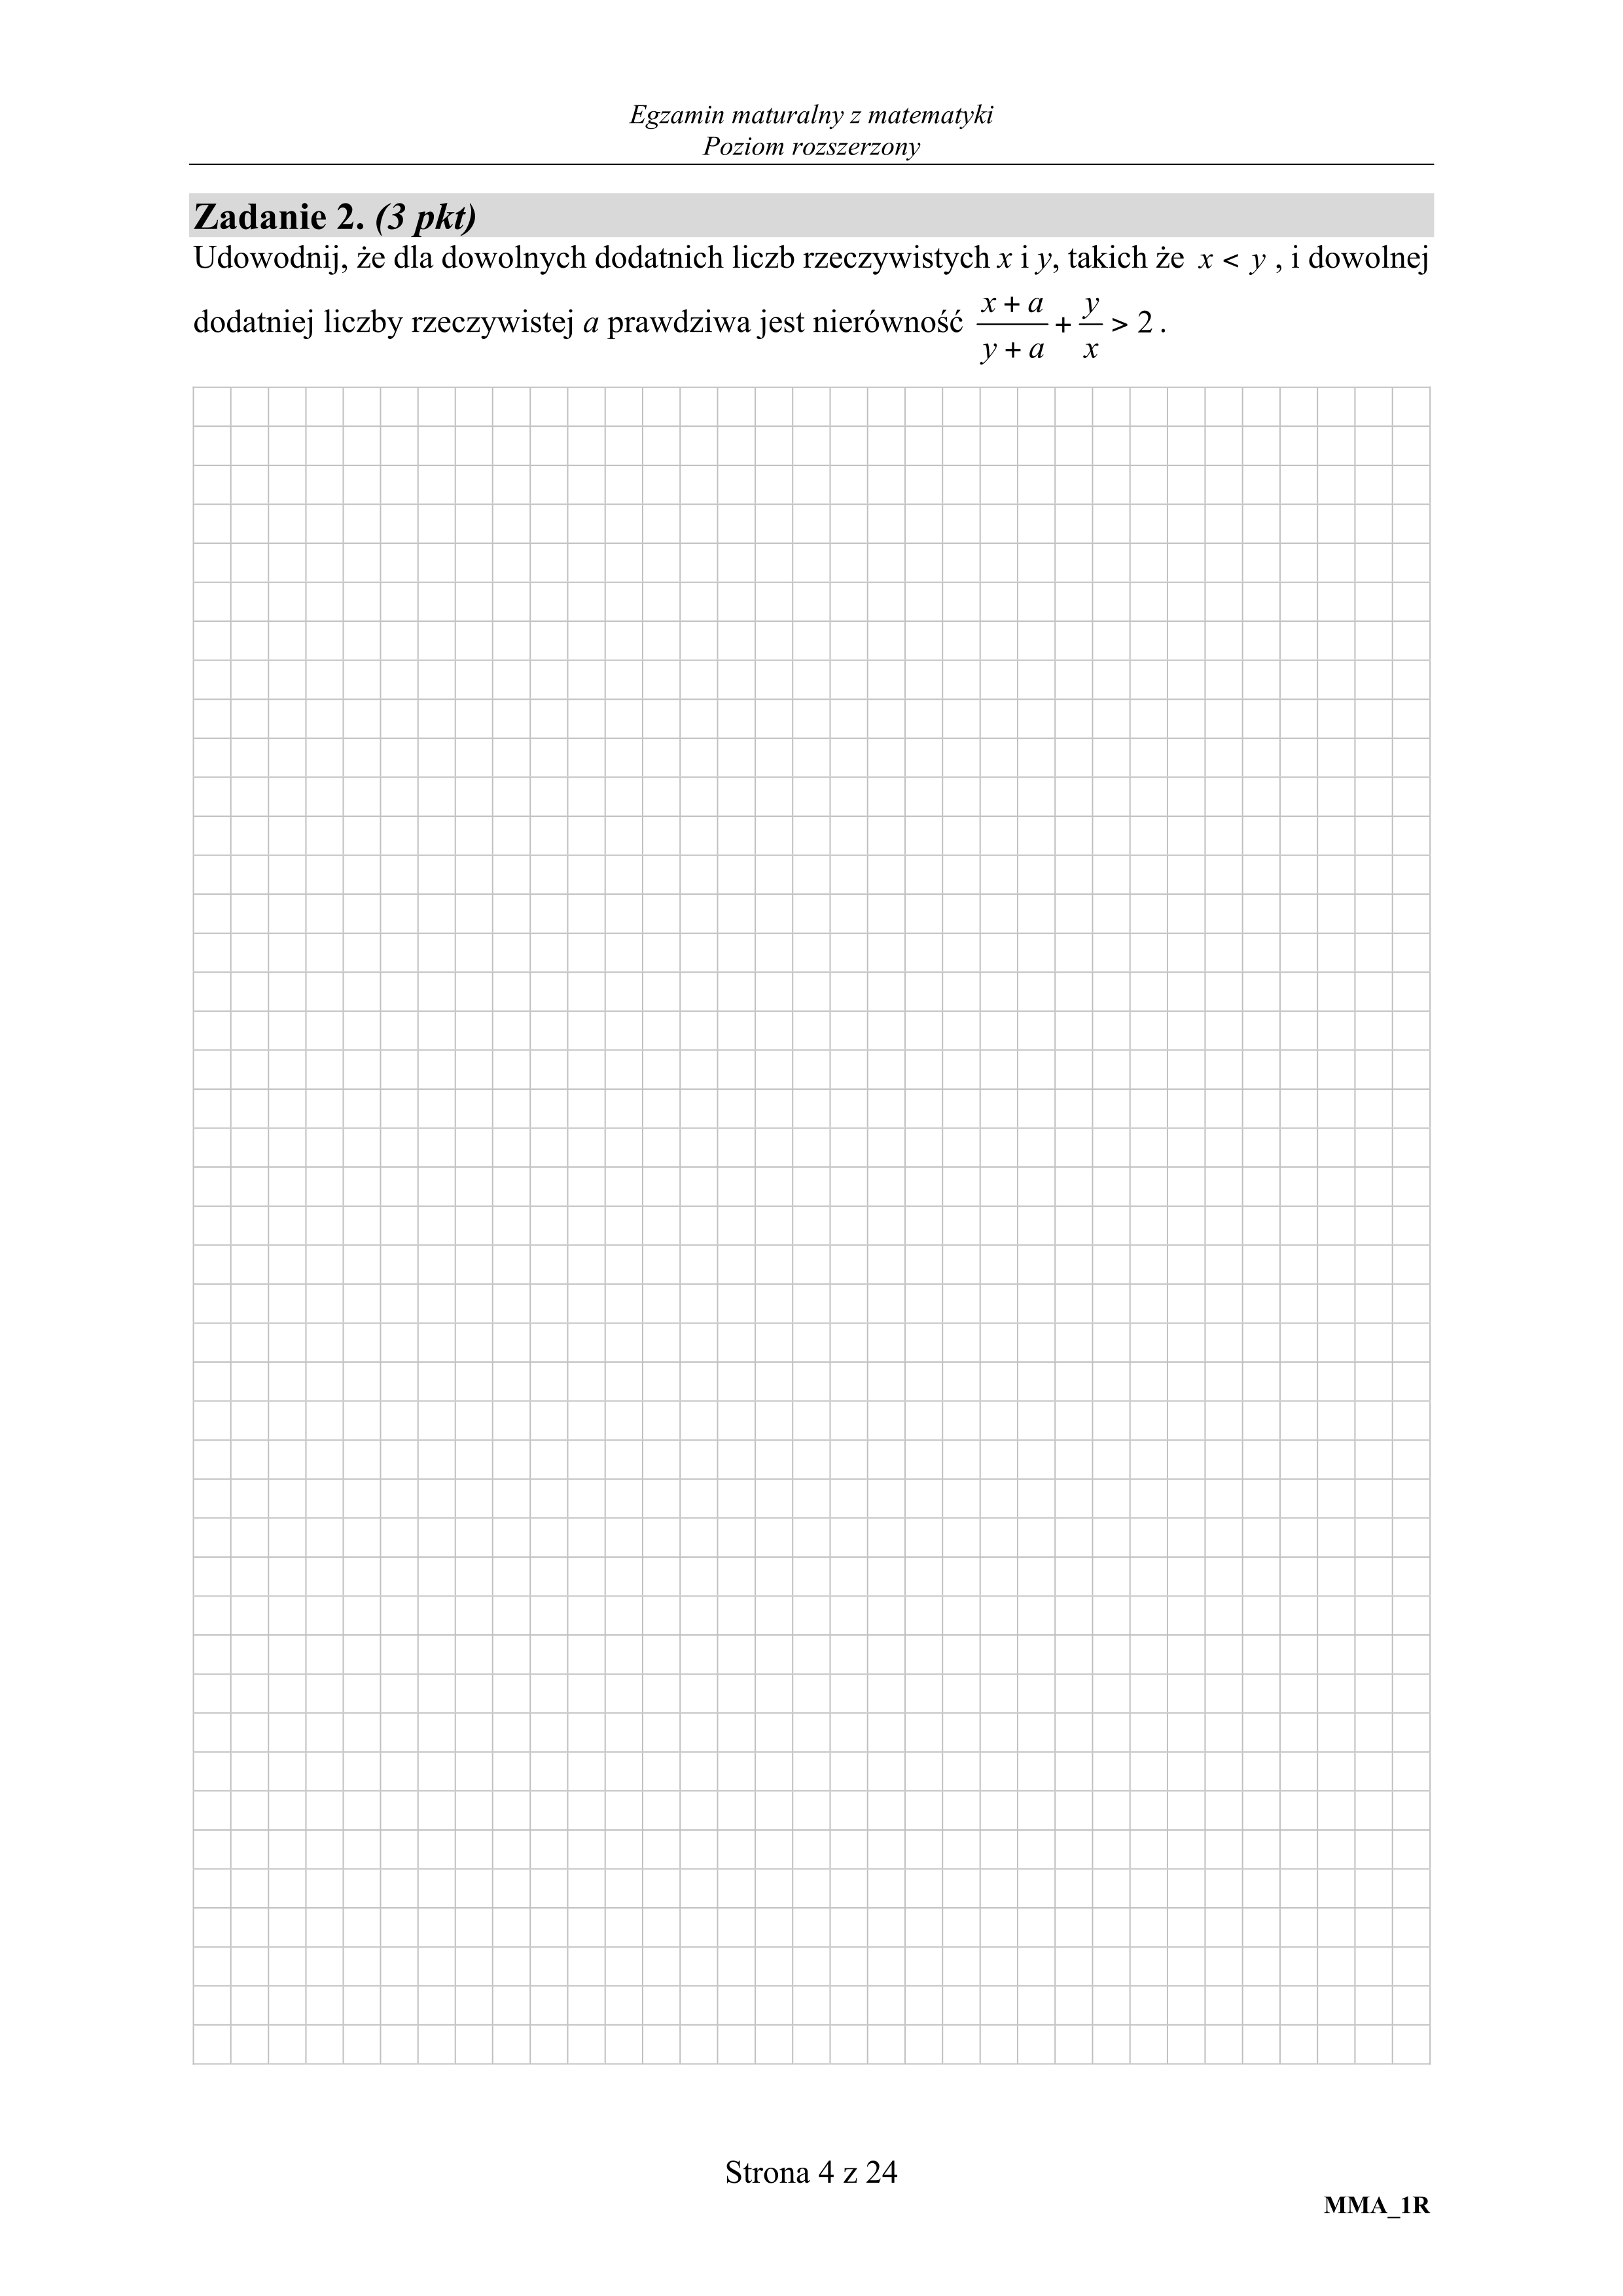 Egzamin maturalny z matematyki
Poziom rozszerzony
Zadanie 2. (3 pkt)
Udowodnij, że dla dowolnych dodatnich liczb rzeczywistych x i y, takich że x < y , i dowolnej
dodatniej liczby rzeczywistej a prawdziwa jest nierówność \frac{x + a}{y + a} + \frac{y}{x} > 2 .
Strona 4 z 24
MMA_1R